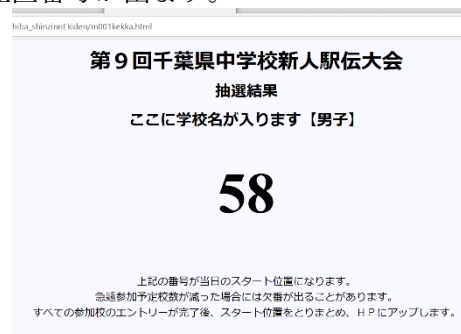 hiba_shinzinnEkiden/m001kekka.html
第９回千葉県中学校新人駅伝大会
抽選結果
ここに学校名が入ります【男子】
58
上記の番号が当日のスタート位置になります。
急遽参加予定校数が減った場合には欠番が出ることがあります。
すべての参加校のエントリーが完了後、スタート位置をとりまとめ、ＨＰにアップします。